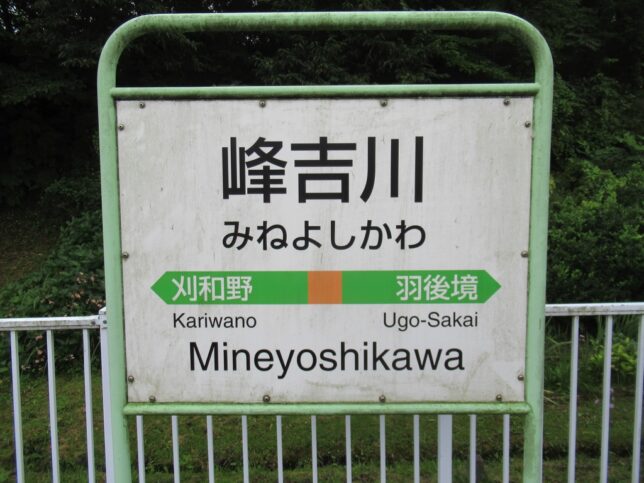 峰吉川
みねよしかわ
刈和野 羽後境
Kariwano Ugo-Sakai
Mineyoshikawa